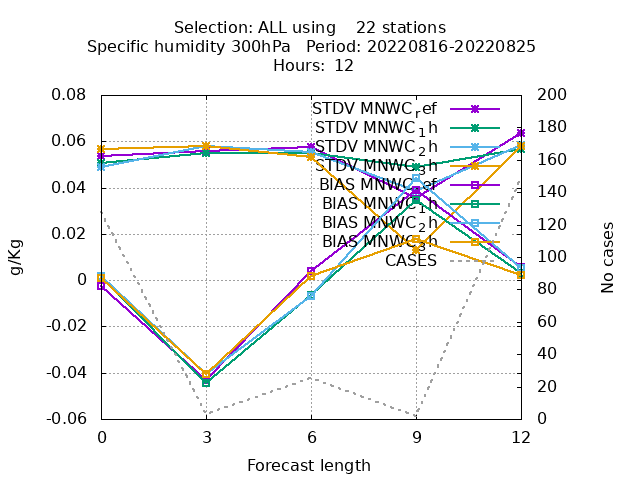 Selection: ALL using    22 stations
Specific humidity 300hPa   Period: 20220816-20220825
Hours:  12
0.08
0.06
0.04
0.02
0
-0.02
-0.04
-0.06
g/Kg
200
180
160
140
120
100
80
60
40
20
0
No cases
STDV MNWC_ref
STDV MNWC_1h
STDV MNWC_2h
STDV MNWC_3h
BIAS MNWC_ref
BIAS MNWC_1h
BIAS MNWC_2h
BIAS MNWC_3h
CASES
0 3 6 9 12
Forecast length